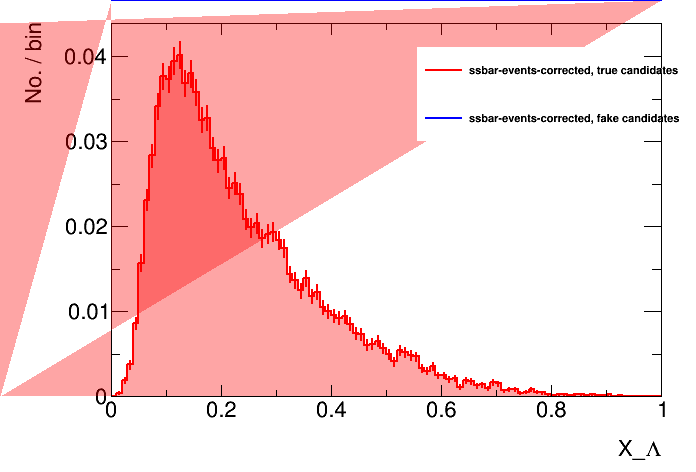 No. / bin
0.04
0.03
0.02
0.01
0
ssbar-events-corrected, true candidates
ssbar-events-corrected, fake candidates
0 0.2 0.4 0.6 0.8 1
X_Λ